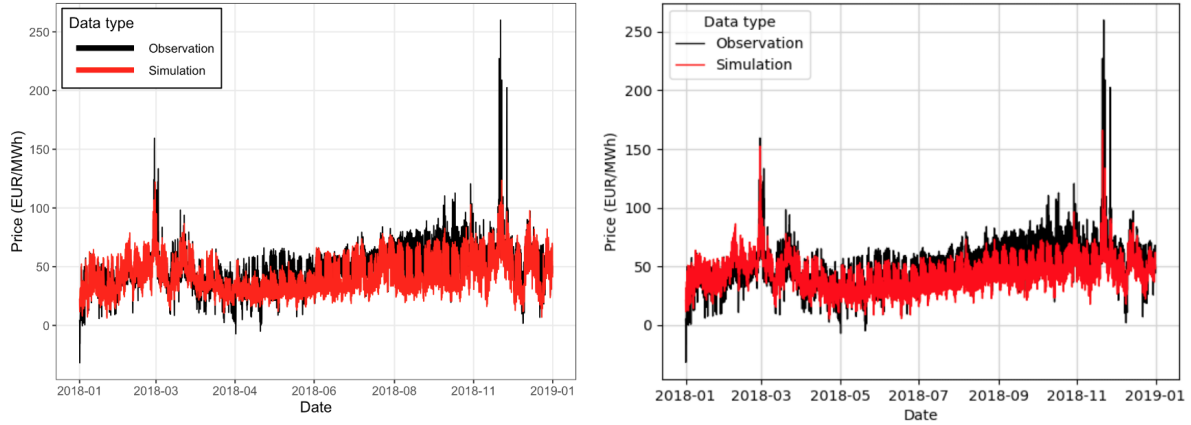 Data type
Observation
Simulation
Price (EUR/MWh)
250
200
150
100
50
0
2018-01
2018-03
2018-04
2018-06
2018-08
2018-11
2019-01
Date
Data type
Observation
Simulation
Price (EUR/MWh)
250
200
150
100
50
0
2018-01
2018-03
2018-05
2018-07
2018-09
2018-11
2019-01
Date